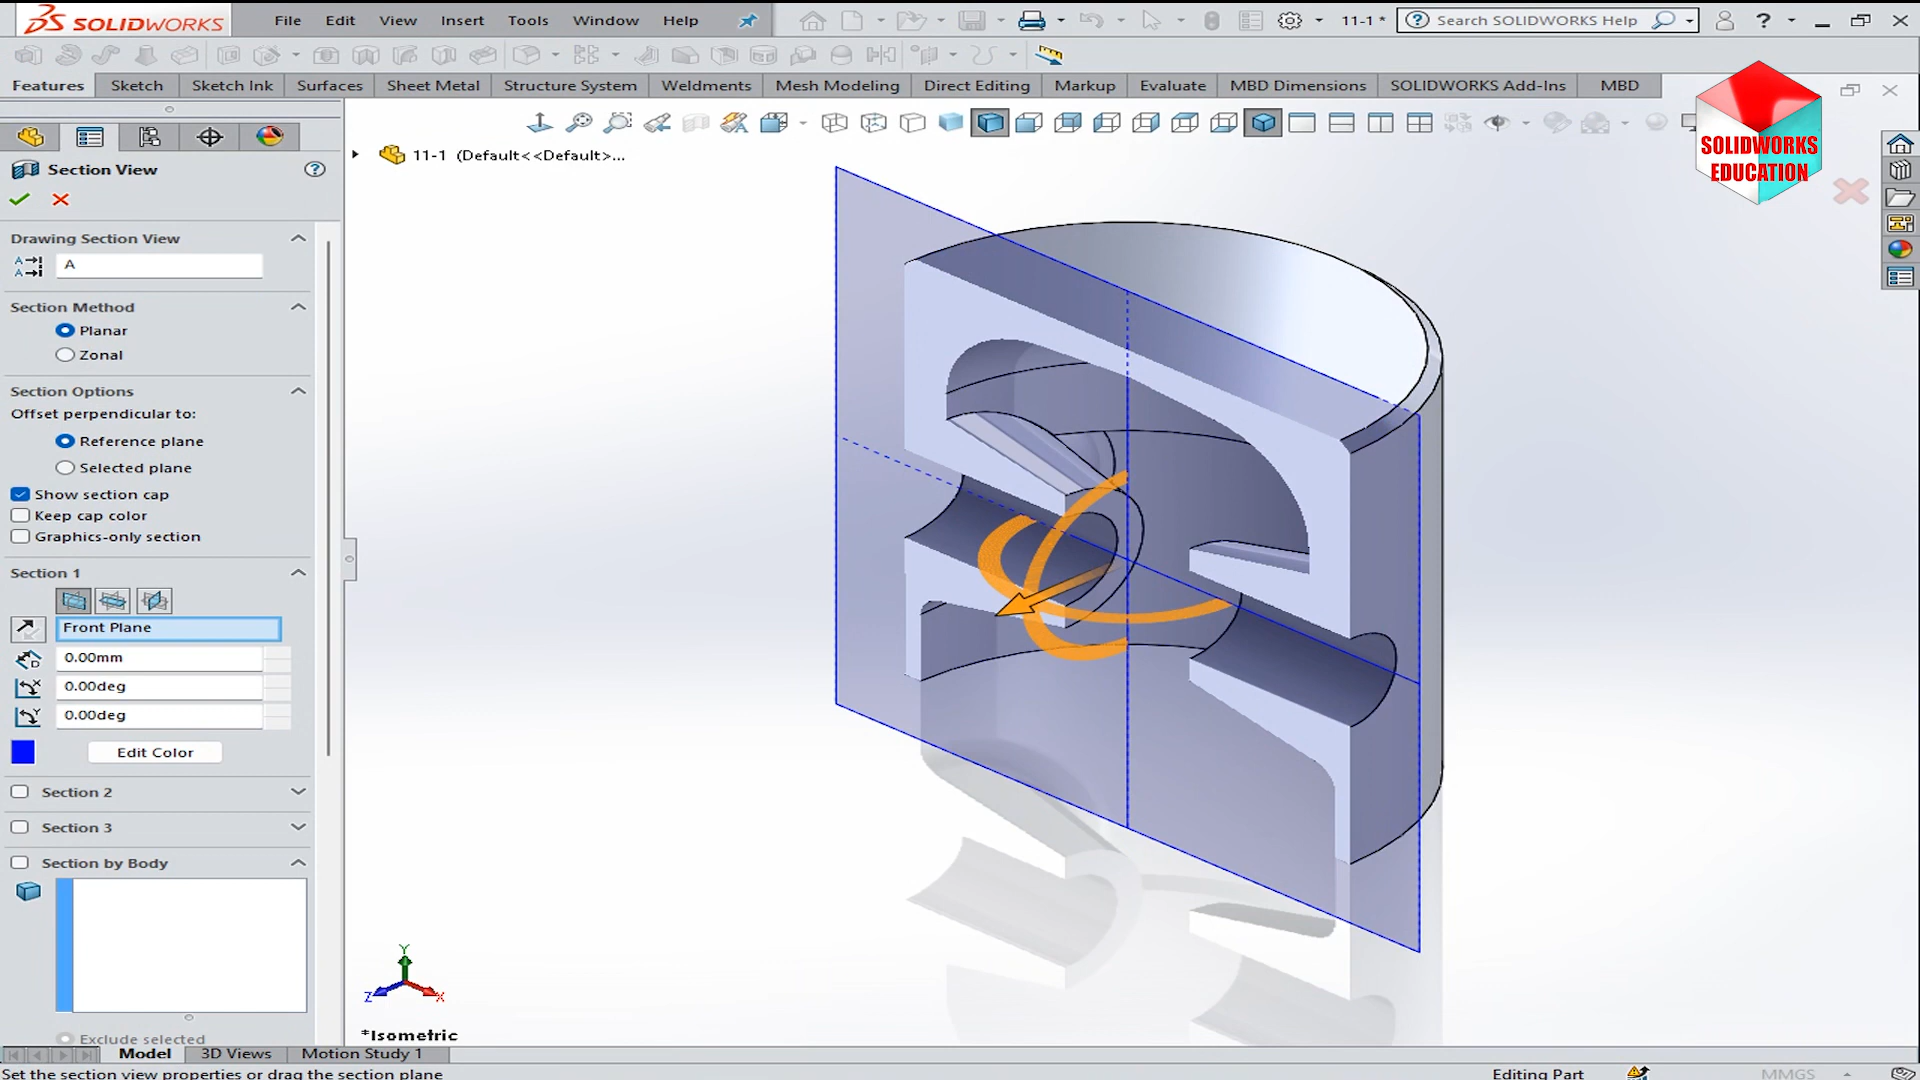 SOLIDWORKS File Edit View Insert Tools Window Help 11-1 * Search SOLIDWORKS Help ?
Features Sketch Sketch Ink Surfaces Sheet Metal Structure System Weldments Mesh Modeling Direct Editing Markup Evaluate MBD Dimensions SOLIDWORKS Add-Ins MBD
SOLIDWORKS
EDUCATION
11-1 (Default<<Default>...
Section View
Drawing Section View
A
Section Method
Planar
Zonal
Section Options
Offset perpendicular to:
Reference plane
Selected plane
Show section cap
Keep cap color
Graphics-only section
Section 1
Front Plane
0.00mm
0.00deg
0.00deg
Edit Color
Section 2
Section 3
Section by Body
Exclude selected
Y
Z X
*Isometric
Model 3D Views Motion Study 1
Set the section view properties or drag the section plane
Editing Part MMGS